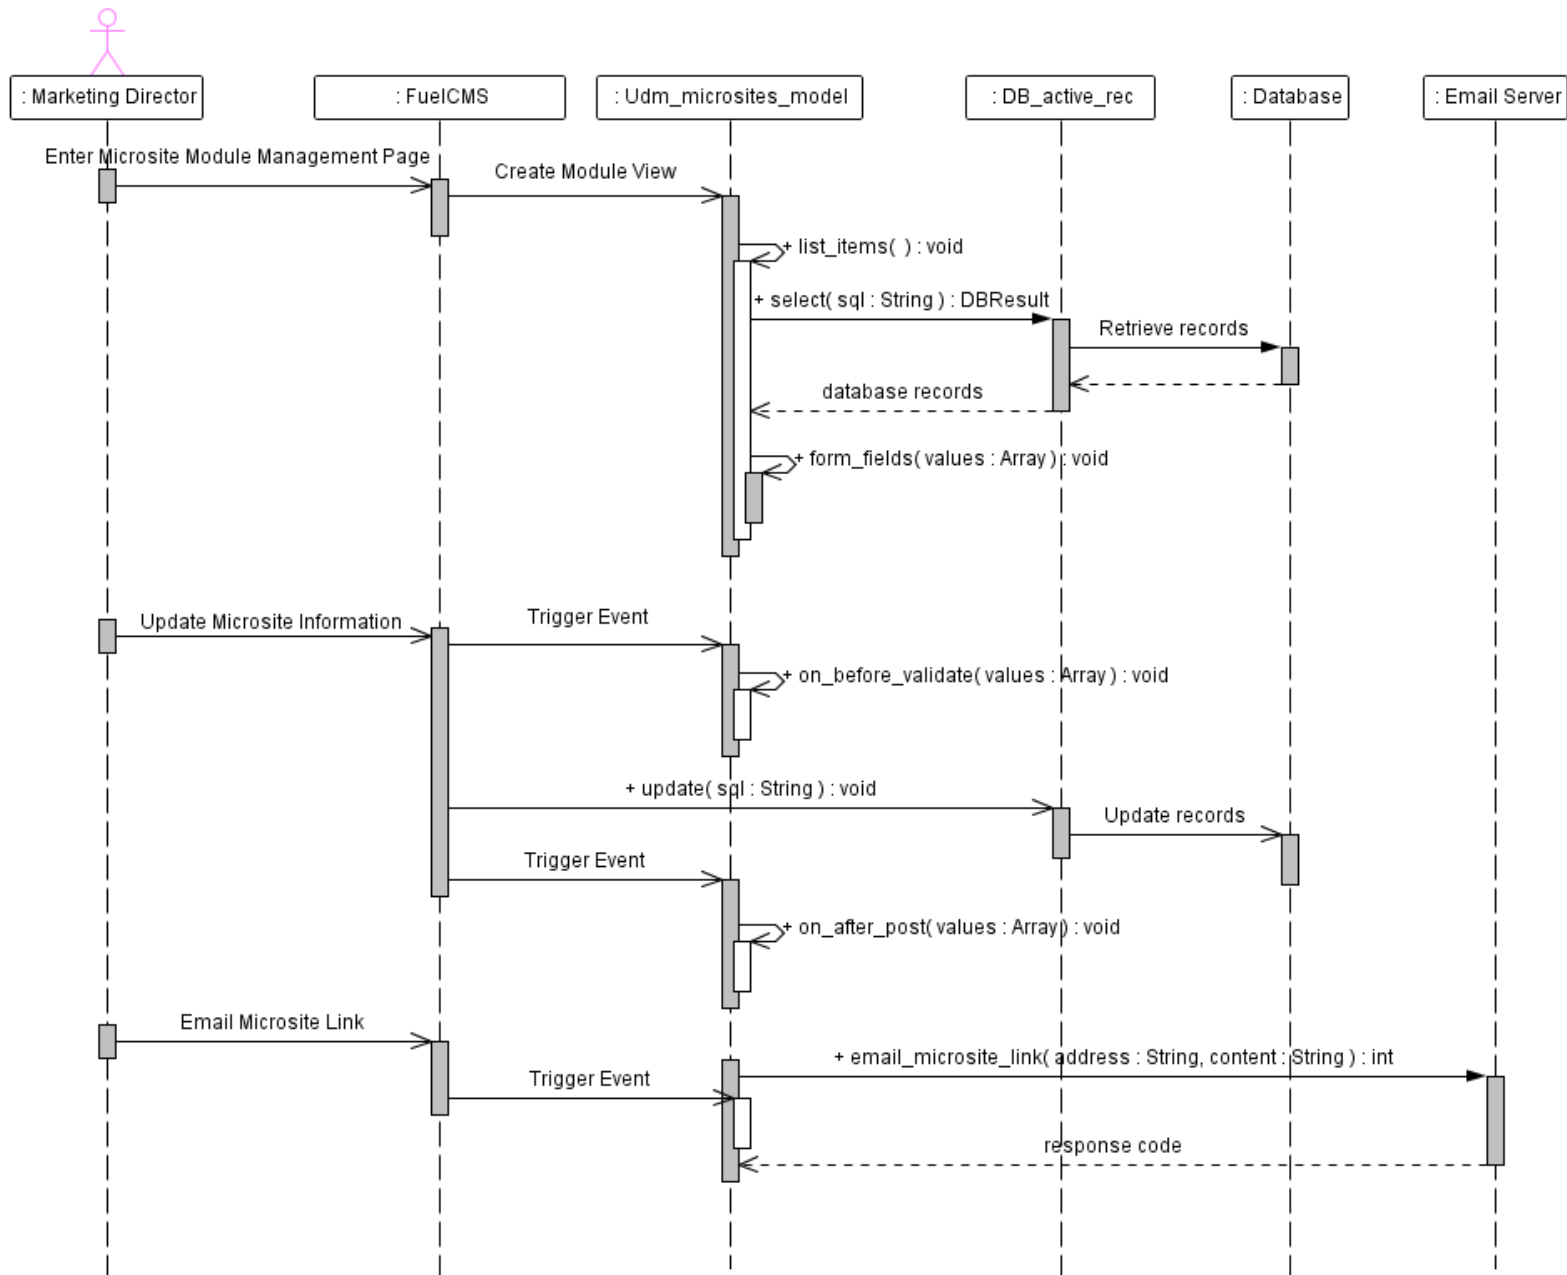 : Marketing Director
: FuelCMS
: Udm_microsites_model
: DB_active_rec
: Database
: Email Server
Enter Microsite Module Management Page
Create Module View
+ list_items( ) : void
+ select( sql : String ) : DBResult
Retrieve records
database records
+ form_fields( values : Array ) : void
Update Microsite Information
Trigger Event
+ on_before_validate( values : Array ) : void
+ update( sql : String ) : void
Update records
Trigger Event
+ on_after_post( values : Array ) : void
Email Microsite Link
+ email_microsite_link( address : String, content : String ) : int
Trigger Event
response code